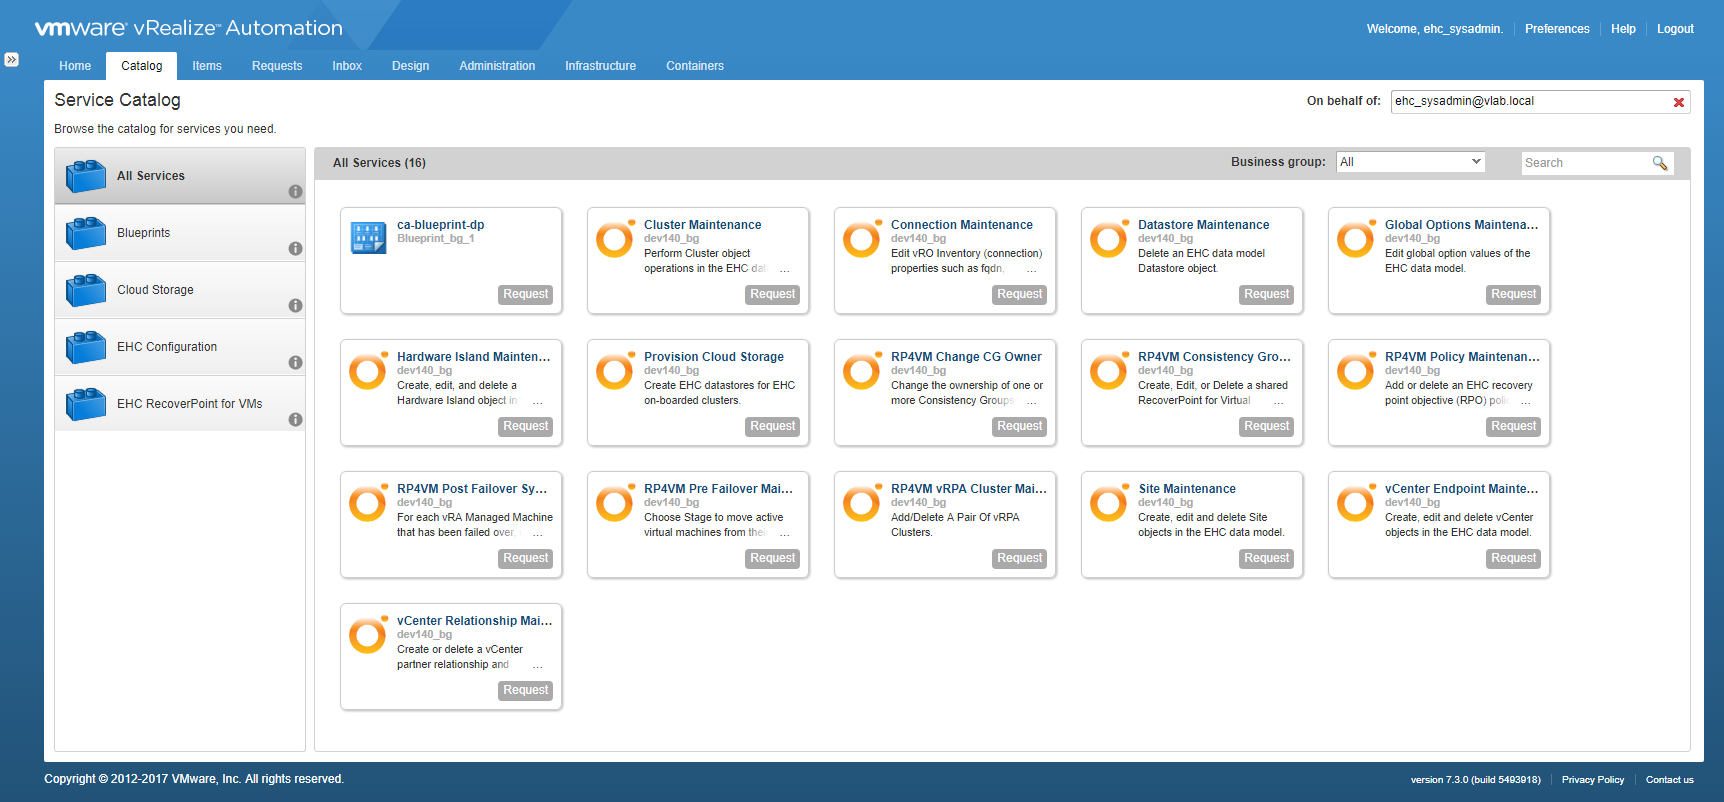 vmware vRealize™ Automation
Welcome, ehc_sysadmin.
Preferences
Help
Logout
Home
Catalog
Items
Requests
Inbox
Design
Administration
Infrastructure
Containers
Service Catalog
On behalf of:
ehc_sysadmin@vlab.local
Browse the catalog for services you need.
All Services
Blueprints
Cloud Storage
EHC Configuration
EHC RecoverPoint for VMs
All Services (16)
Business group:
All
Search
ca-blueprint-dp
Blueprint_bg_1
Request
Cluster Maintenance
dev140_bg
Perform Cluster object
operations in the EHC dat ...
Request
Connection Maintenance
dev140_bg
Edit vRO Inventory (connection)
properties such as fqdn, ...
Request
Datastore Maintenance
dev140_bg
Delete an EHC data model
Datastore object.
Request
Global Options Maintena...
dev140_bg
Edit global option values of the
EHC data model.
Request
Hardware Island Mainten...
dev140_bg
Create, edit, and delete a
Hardware Island object in ...
Request
Provision Cloud Storage
dev140_bg
Create EHC datastores for EHC
on-boarded clusters.
Request
RP4VM Change CG Owner
dev140_bg
Change the ownership of one or
more Consistency Groups ...
Request
RP4VM Consistency Gro...
dev140_bg
Create, Edit, or Delete a shared
RecoverPoint for Virtual ...
Request
RP4VM Policy Maintenan...
dev140_bg
Add or delete an EHC recovery
point objective (RPO) poli ...
Request
RP4VM Post Failover Sy...
dev140_bg
For each vRA Managed Machine
that has been failed over, ...
Request
RP4VM Pre Failover Mai...
dev140_bg
Choose Stage to move active
virtual machines from their ...
Request
RP4VM vRPA Cluster Mai...
dev140_bg
Add/Delete A Pair Of vRPA
Clusters.
Request
Site Maintenance
dev140_bg
Create, edit and delete Site
objects in the EHC data model.
Request
vCenter Endpoint Mainte...
dev140_bg
Create, edit and delete vCenter
objects in the EHC data model.
Request
vCenter Relationship Mai...
dev140_bg
Create or delete a vCenter
partner relationship and ...
Request
Copyright © 2012-2017 VMware, Inc. All rights reserved.
version 7.3.0 (build 5493918)
Privacy Policy
Contact us